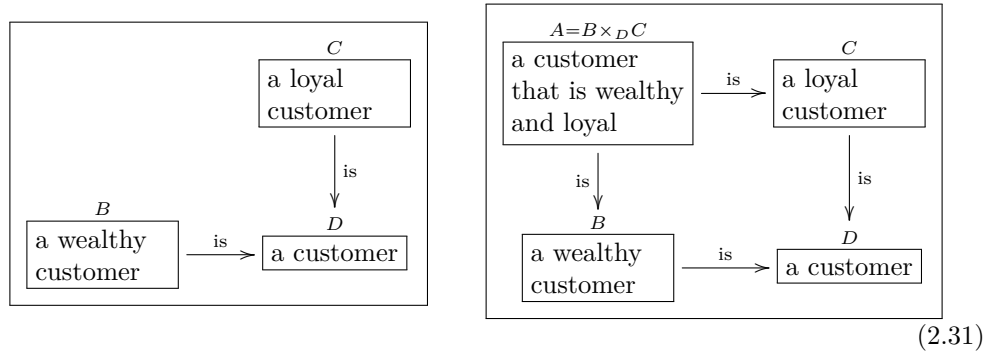 C
a loyal
customer
is
B
D
a wealthy
customer
is
a customer
A=B×_D C
C
a customer
that is wealthy
and loyal
is
a loyal
customer
is
is
B
D
a wealthy
customer
is
a customer
(2.31)